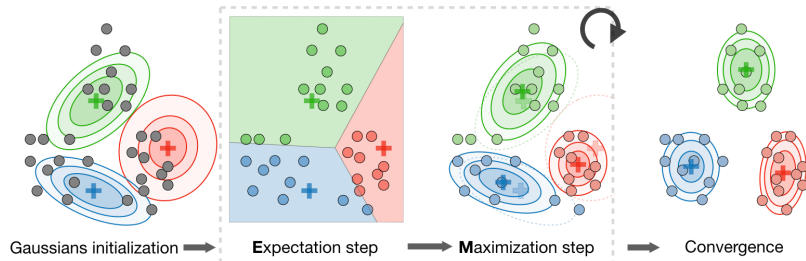 Gaussians initialization
Expectation step
Maximization step
Convergence